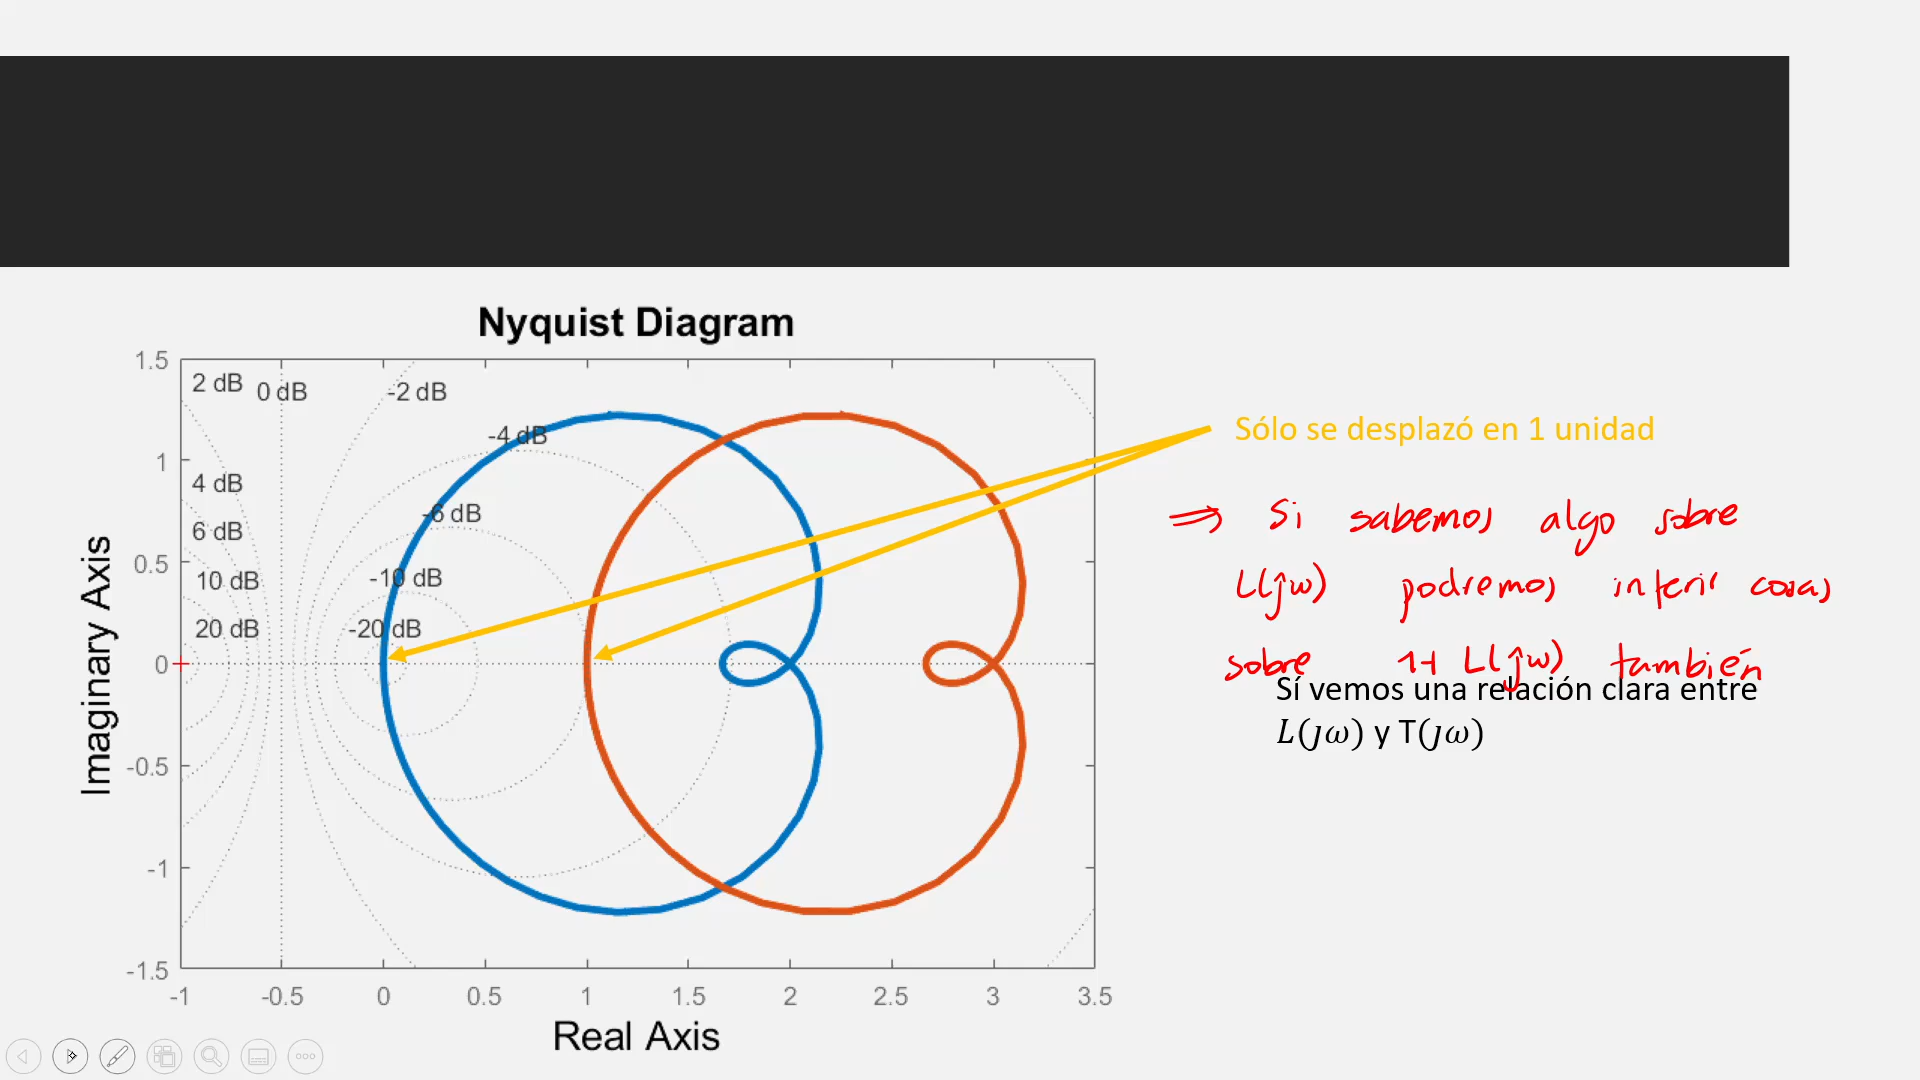 Nyquist Diagram
1.5
1
0.5
0
-0.5
-1
-1.5
Imaginary Axis
2 dB
0 dB
-2 dB
-4 dB
4 dB
-6 dB
6 dB
10 dB
-10 dB
20 dB
-20 dB
-1
-0.5
0
0.5
1
1.5
2
2.5
3
3.5
Real Axis
Sólo se desplazó en 1 unidad
⇒ Si sabemos algo sobre
L(jw) podremos inferir cosas
sobre 1+L(jw) también
Sí vemos una relación clara entre
L(ȷω) y T(ȷω)